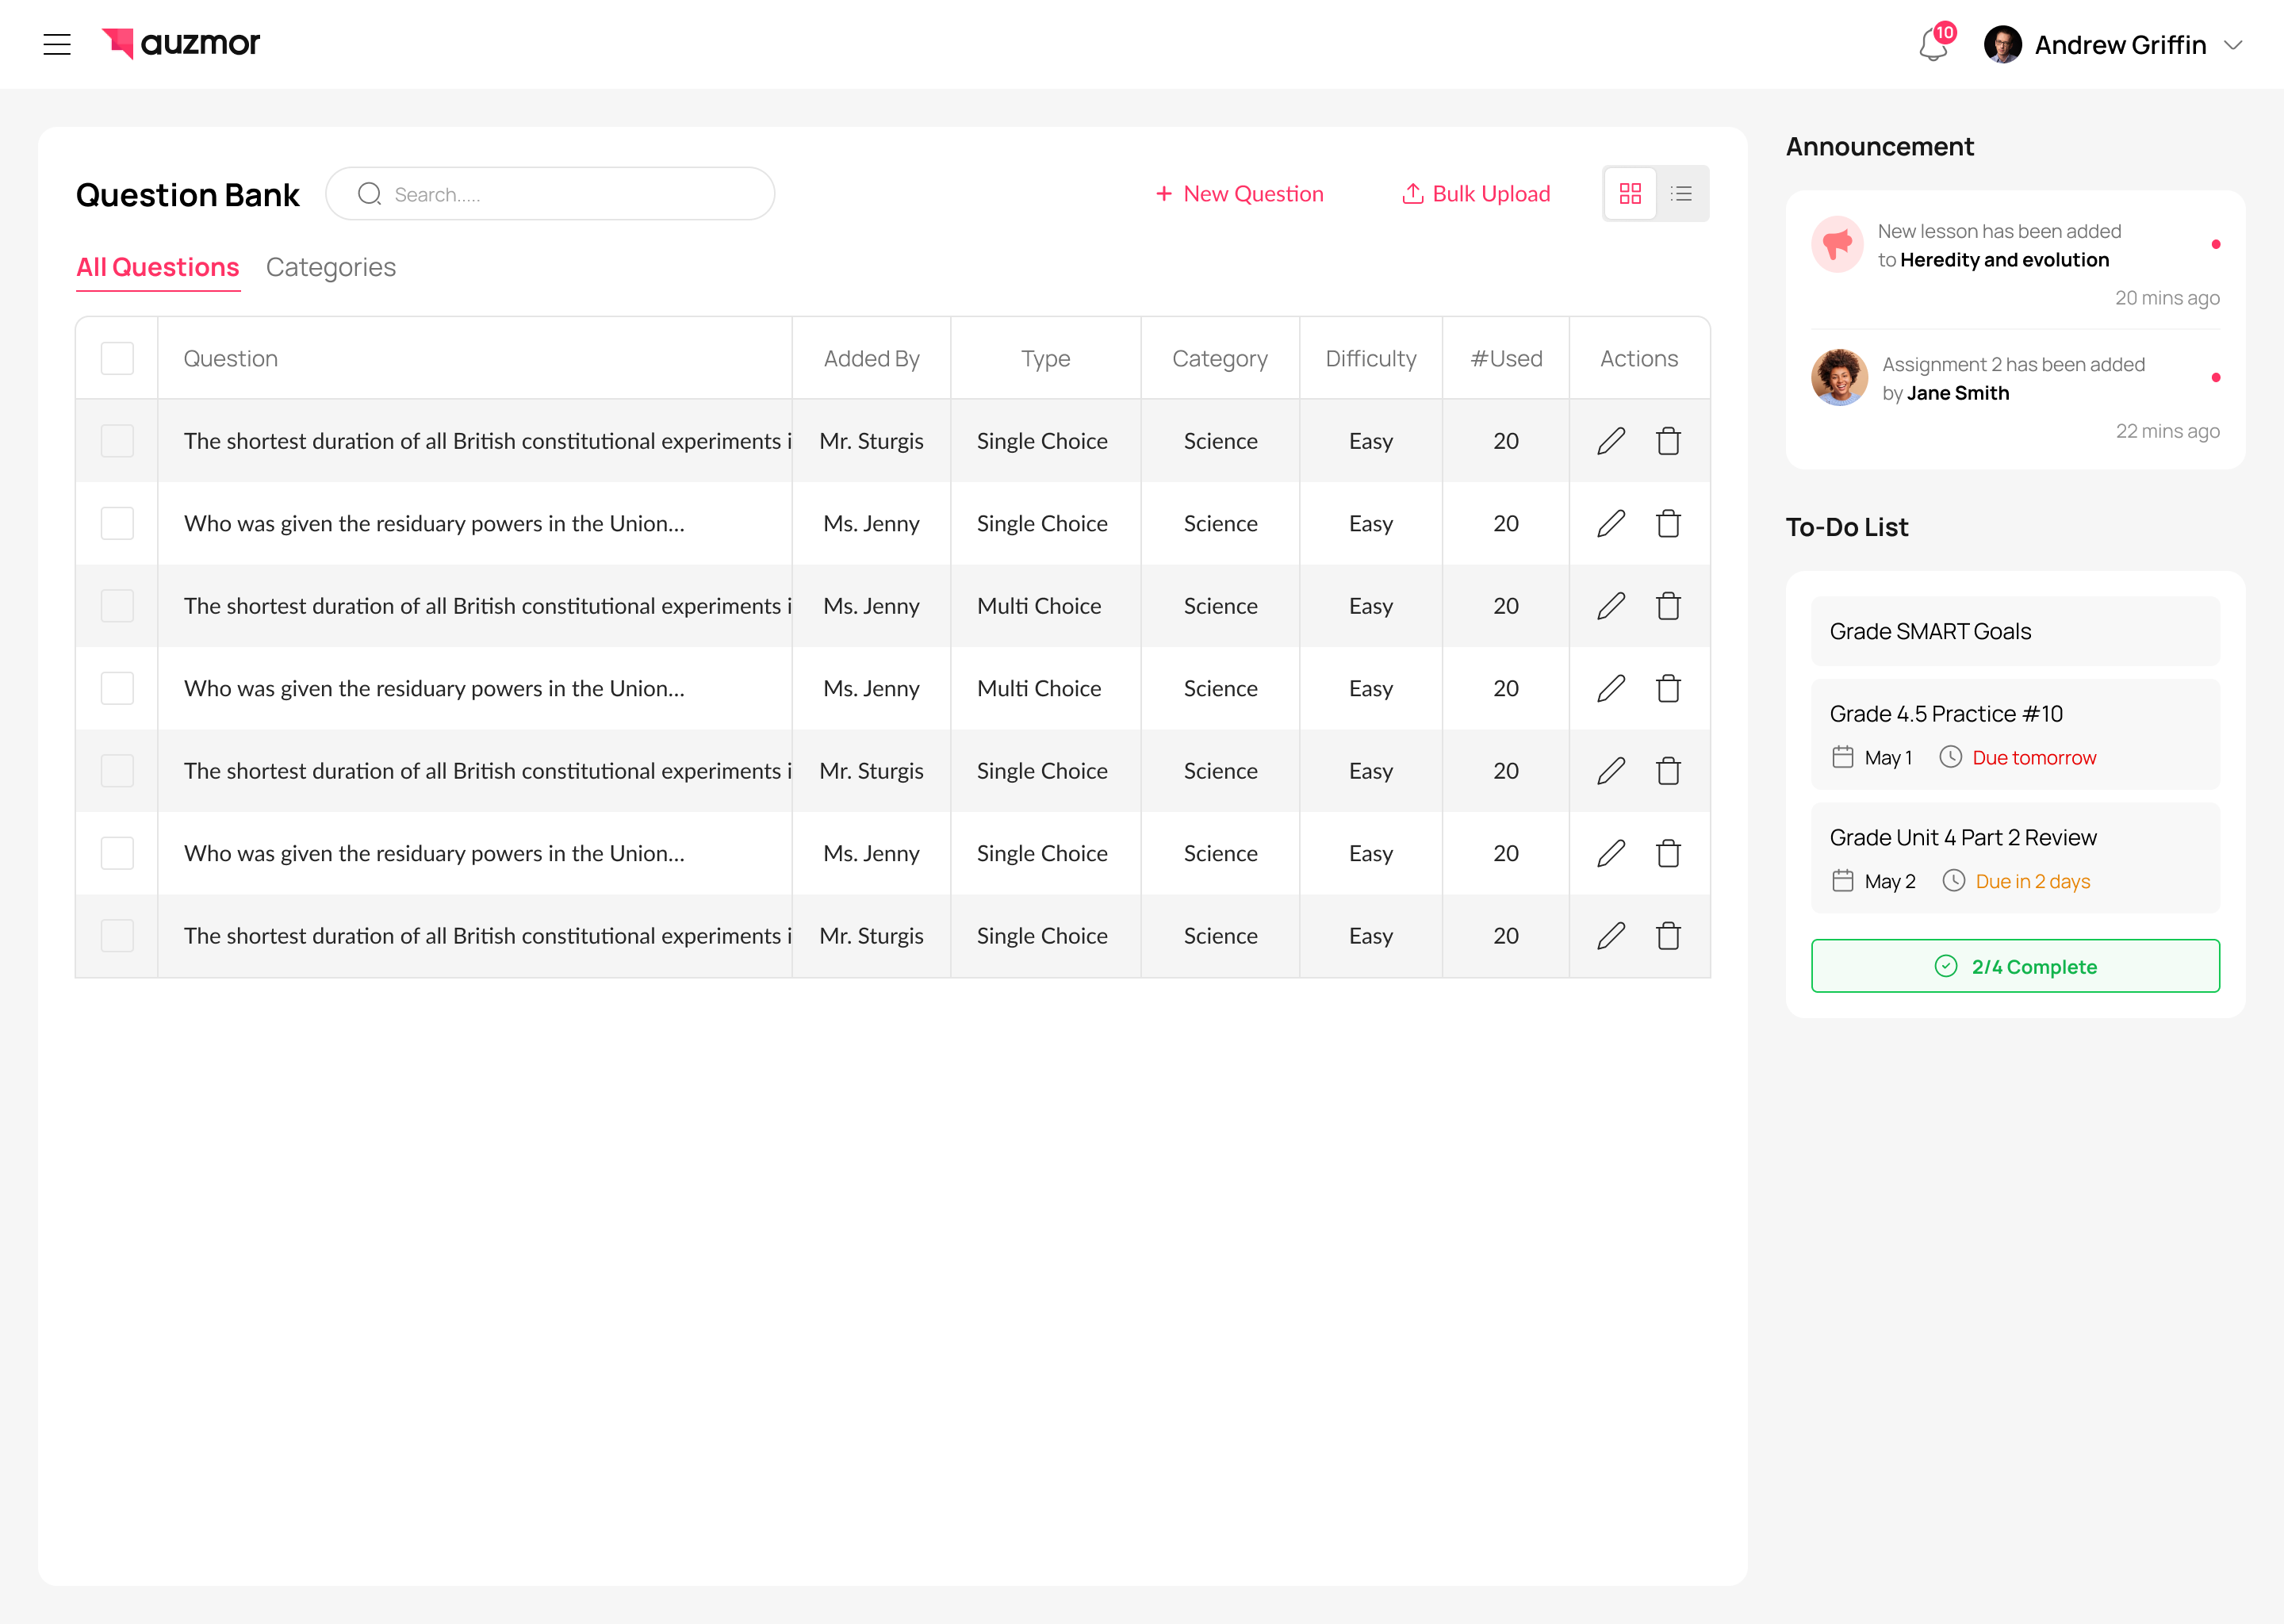 auzmor
10
Andrew Griffin
Question Bank
Search.....
+ New Question
Bulk Upload
All Questions
Categories
Question
Added By
Type
Category
Difficulty
#Used
Actions
The shortest duration of all British constitutional experiments i
Mr. Sturgis
Single Choice
Science
Easy
20
Who was given the residuary powers in the Union...
Ms. Jenny
Single Choice
Science
Easy
20
The shortest duration of all British constitutional experiments i
Ms. Jenny
Multi Choice
Science
Easy
20
Who was given the residuary powers in the Union...
Ms. Jenny
Multi Choice
Science
Easy
20
The shortest duration of all British constitutional experiments i
Mr. Sturgis
Single Choice
Science
Easy
20
Who was given the residuary powers in the Union...
Ms. Jenny
Single Choice
Science
Easy
20
The shortest duration of all British constitutional experiments i
Mr. Sturgis
Single Choice
Science
Easy
20
Announcement
New lesson has been added
to Heredity and evolution
20 mins ago
Assignment 2 has been added
by Jane Smith
22 mins ago
To-Do List
Grade SMART Goals
Grade 4.5 Practice #10
May 1
Due tomorrow
Grade Unit 4 Part 2 Review
May 2
Due in 2 days
2/4 Complete